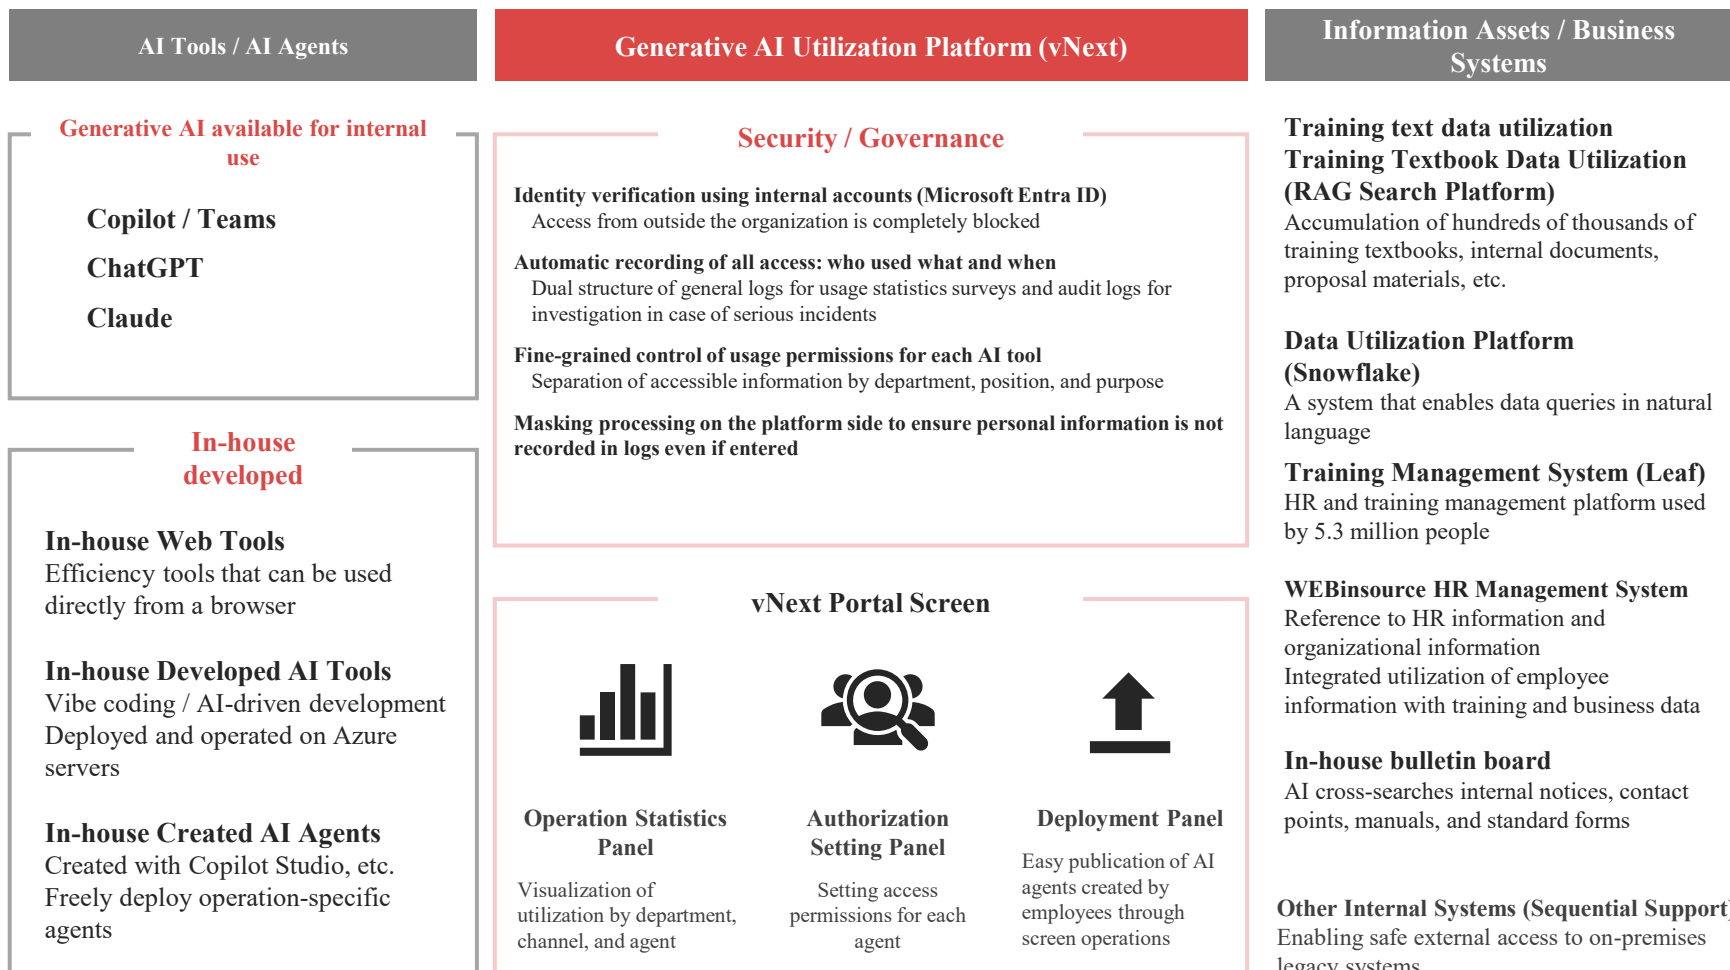 AI Tools / AI Agents
Generative AI available for internal
use
Copilot / Teams
ChatGPT
Claude
In-house
developed
In-house Web Tools
Efficiency tools that can be used
directly from a browser
In-house Developed AI Tools
Vibe coding / AI-driven development
Deployed and operated on Azure
servers
In-house Created AI Agents
Created with Copilot Studio, etc.
Freely deploy operation-specific
agents
Generative AI Utilization Platform (vNext)
Security / Governance
Identity verification using internal accounts (Microsoft Entra ID)
Access from outside the organization is completely blocked
Automatic recording of all access: who used what and when
Dual structure of general logs for usage statistics surveys and audit logs for
investigation in case of serious incidents
Fine-grained control of usage permissions for each AI tool
Separation of accessible information by department, position, and purpose
Masking processing on the platform side to ensure personal information is not
recorded in logs even if entered
vNext Portal Screen
Operation Statistics
Panel
Visualization of
utilization by department,
channel, and agent
Authorization
Setting Panel
Setting access
permissions for each
agent
Deployment Panel
Easy publication of AI
agents created by
employees through
screen operations
Information Assets / Business
Systems
Training text data utilization
Training Textbook Data Utilization
(RAG Search Platform)
Accumulation of hundreds of thousands of
training textbooks, internal documents,
proposal materials, etc.
Data Utilization Platform
(Snowflake)
A system that enables data queries in natural
language
Training Management System (Leaf)
HR and training management platform used
by 5.3 million people
WEBinsource HR Management System
Reference to HR information and
organizational information
Integrated utilization of employee
information with training and business data
In-house bulletin board
AI cross-searches internal notices, contact
points, manuals, and standard forms
Other Internal Systems (Sequential Support)
Enabling safe external access to on-premises
legacy systems